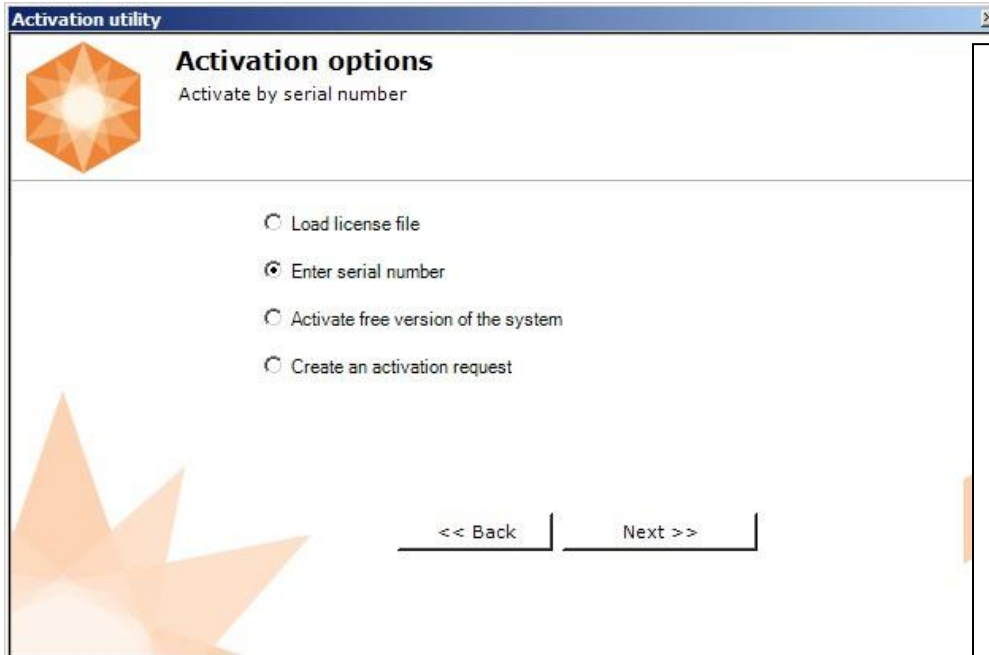 Activation utility
Activation options
Activate by serial number
Load license file
Enter serial number
Activate free version of the system
Create an activation request
<< Back
Next >>